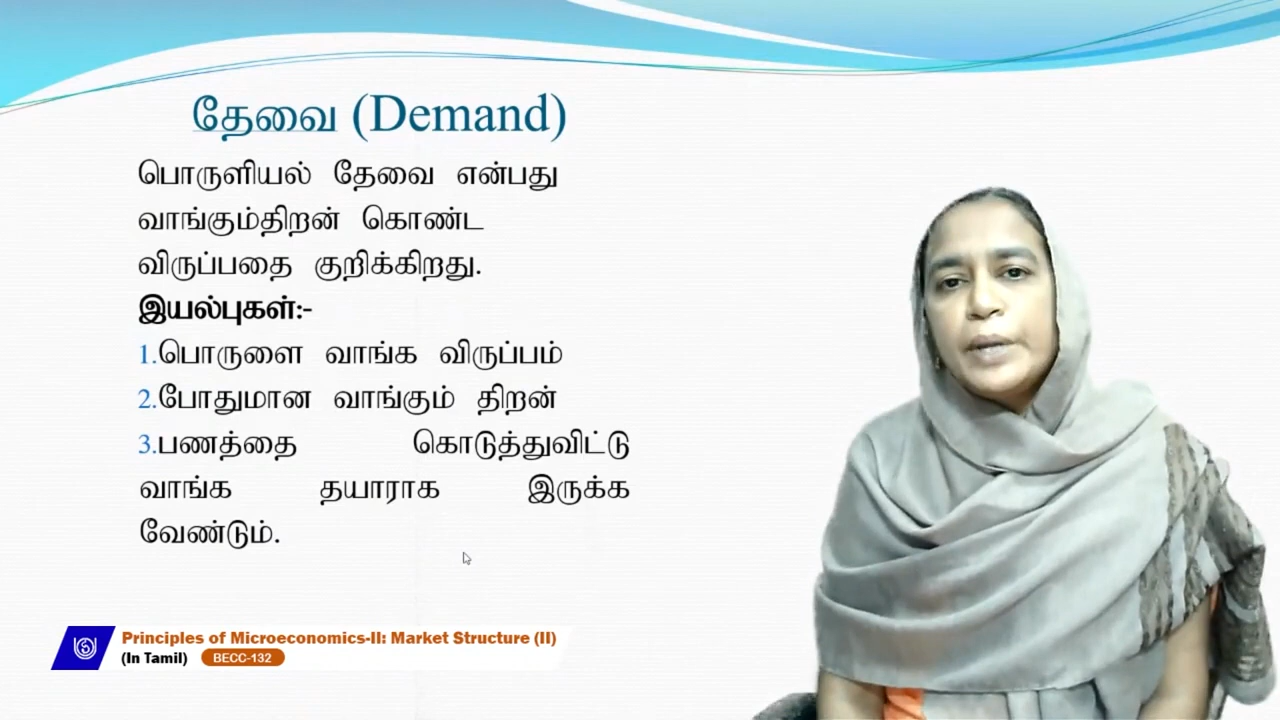 தேவை (Demand)
பொருளியல் தேவை என்பது
வாங்கும்திறன் கொண்ட
விருப்பதை குறிக்கிறது.
இயல்புகள்:-
1.பொருளை வாங்க விருப்பம்
2.போதுமான வாங்கும் திறன்
3.பணத்தை கொடுத்துவிட்டு
வாங்க தயாராக இருக்க
வேண்டும்.
Principles of Microeconomics-II: Market Structure (II)
(In Tamil) BECC-132